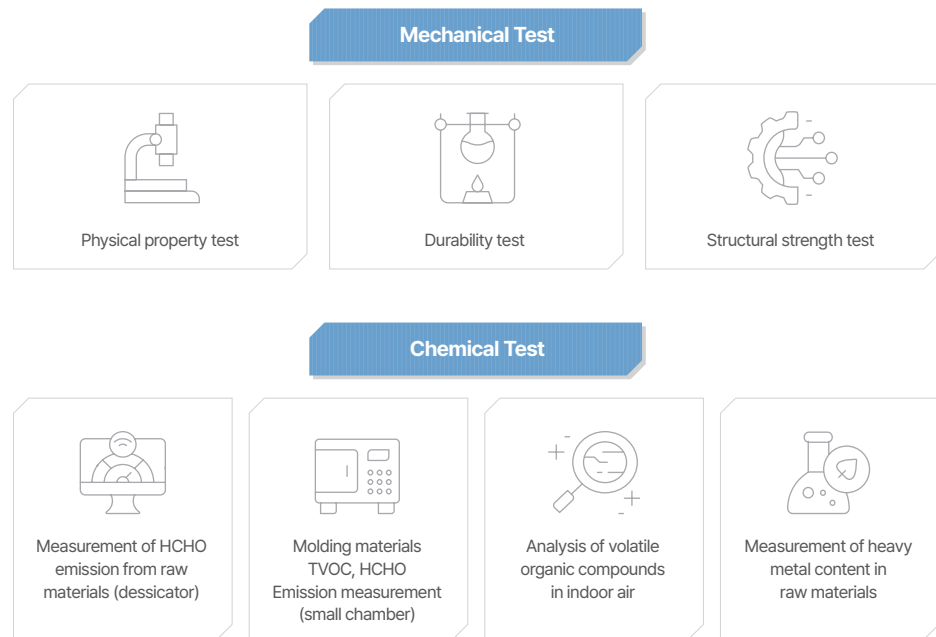 Mechanical Test
Physical property test
Durability test
Structural strength test
Chemical Test
Measurement of HCHO
emission from raw
materials (dessicator)
Molding materials
TVOC, HCHO
Emission measurement
(small chamber)
Analysis of volatile
organic compounds
in indoor air
Measurement of heavy
metal content in
raw materials